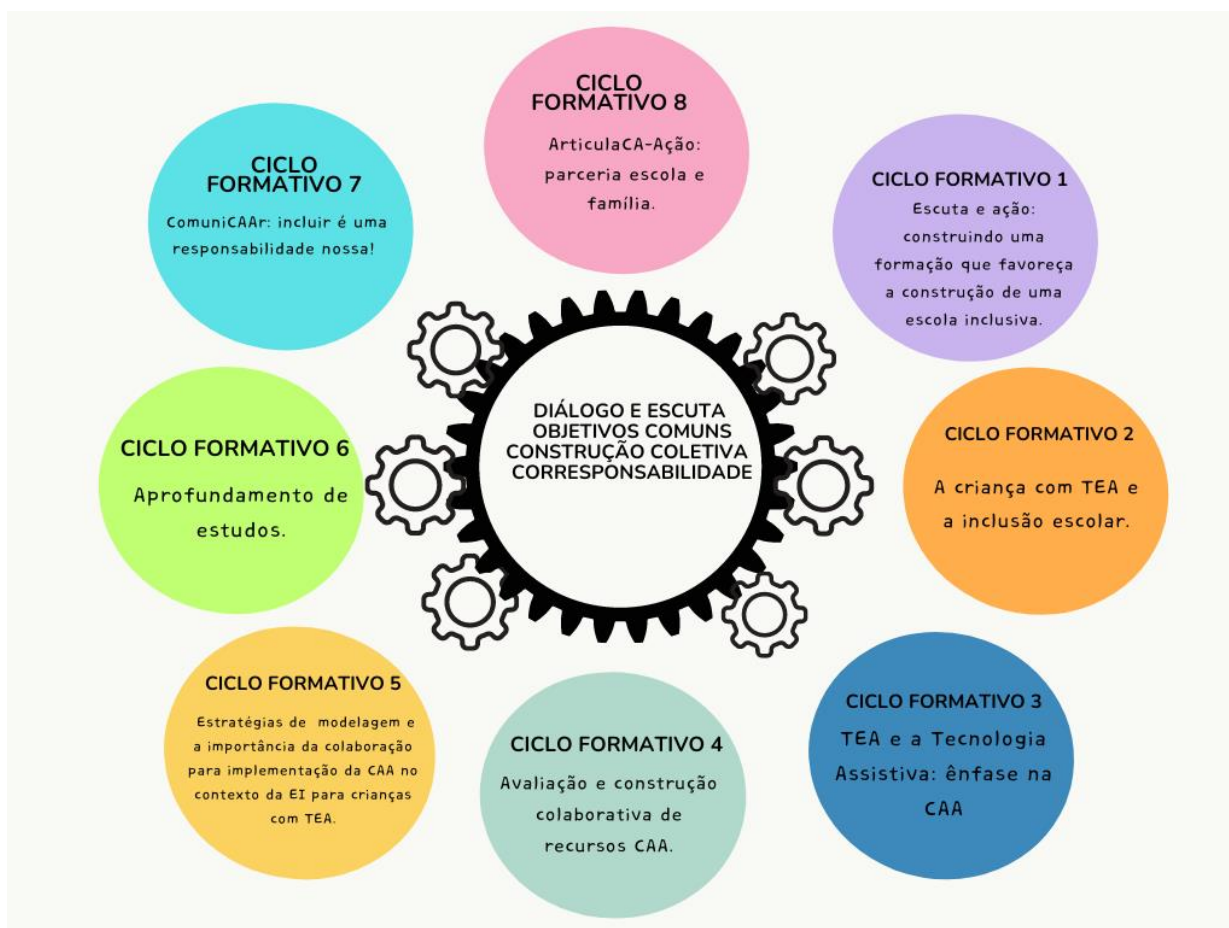 CICLO
FORMATIVO 8
ArticulaCA-Ação:
parceria escola e
família.
CICLO FORMATIVO 1
Escuta e ação:
construindo uma
formação que favoreça
a construção de uma
escola inclusiva.
CICLO FORMATIVO 2
A criança com TEA e
a inclusão escolar.
CICLO FORMATIVO 3
TEA e a Tecnologia
Assistiva: ênfase na
CAA
CICLO FORMATIVO 4
Avaliação e construção
colaborativa de
recursos CAA.
CICLO FORMATIVO 5
Estratégias de modelagem e
a importância da colaboração
para implementação da CAA no
contexto da EI para crianças
com TEA.
CICLO FORMATIVO 6
Aprofundamento de
estudos.
CICLO
FORMATIVO 7
ComuniCAAr: incluir é uma
responsabilidade nossa!
DIÁLOGO E ESCUTA
OBJETIVOS COMUNS
CONSTRUÇÃO COLETIVA
CORRESPONSABILIDADE